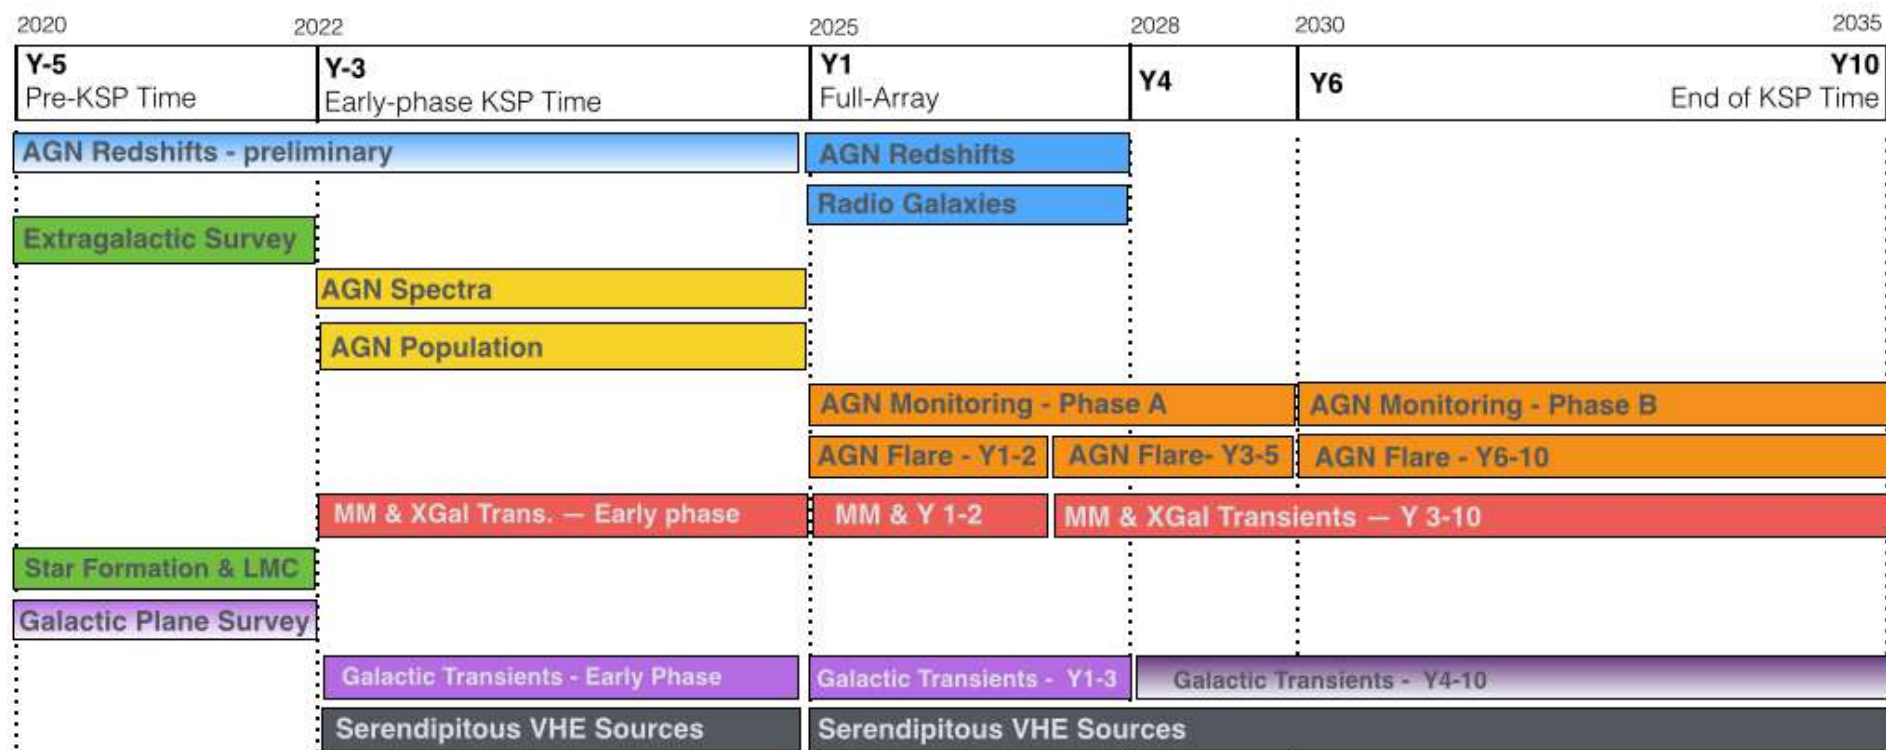 2020 2022 2025 2028 2030 2035
Y-5 Y-3 Y1 Y4 Y6 Y10
Pre-KSP Time Early-phase KSP Time Full-Array End of KSP Time
AGN Redshifts - preliminary AGN Redshifts
Radio Galaxies
Extragalactic Survey
AGN Spectra
AGN Population
AGN Monitoring - Phase A AGN Monitoring - Phase B
AGN Flare - Y1-2 AGN Flare- Y3-5 AGN Flare - Y6-10
MM & XGal Trans. — Early phase MM & Y 1-2 MM & XGal Transients — Y 3-10
Star Formation & LMC
Galactic Plane Survey
Galactic Transients - Early Phase Galactic Transients - Y1-3 Galactic Transients - Y4-10
Serendipitous VHE Sources Serendipitous VHE Sources